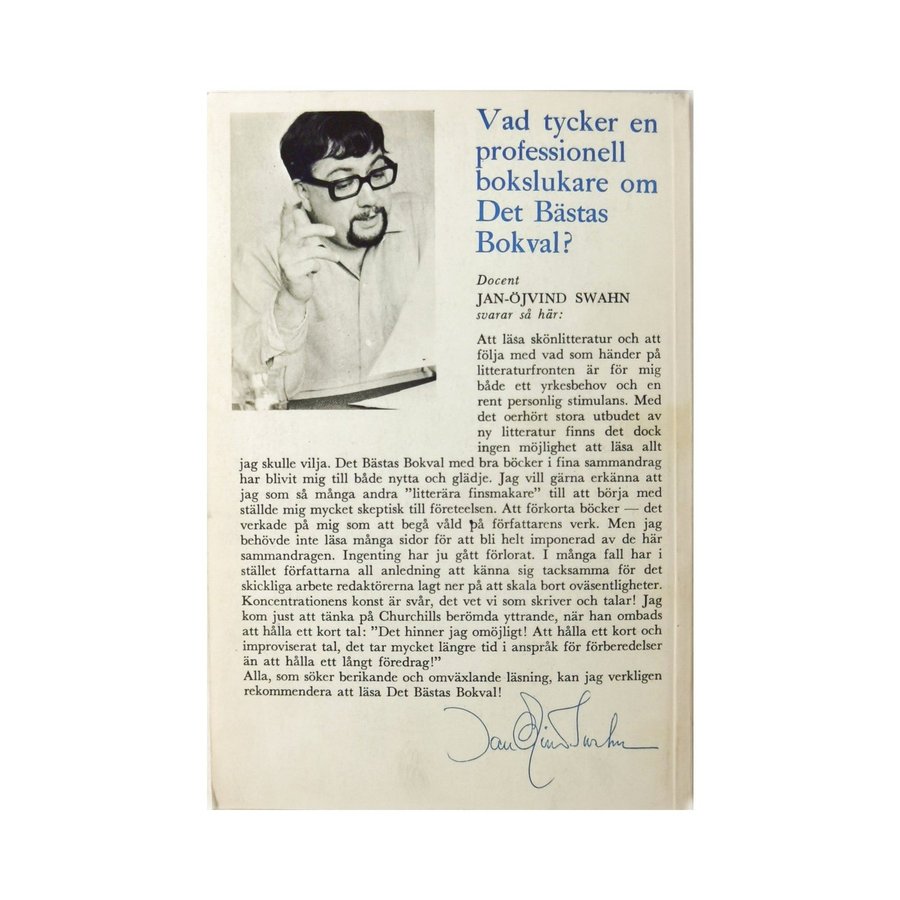 Vad tycker en
professionell
bokslukare om
Det Bästas
Bokval?
Docent
JAN-ÖJVIND SWAHN
svarar så här:
Att läsa skönlitteratur och att
följa med vad som händer på
litteraturfronten är för mig
både ett yrkesbehov och en
rent personlig stimulans. Med
det oerhört stora utbudet av
ny litteratur finns det dock
ingen möjlighet att läsa allt
jag skulle vilja. Det Bästas Bokval med bra böcker i fina sammandrag
har blivit mig till både nytta och glädje. Jag vill gärna erkänna att
jag som så många andra ”litterära finsmakare” till att börja med
ställde mig mycket skeptisk till företeelsen. Att förkorta böcker — det
verkade på mig som att begå våld på författarens verk. Men jag
behövde inte läsa många sidor för att bli helt imponerad av de här
sammandragen. Ingenting har ju gått förlorat. I många fall har i
stället författarna all anledning att känna sig tacksamma för det
skickliga arbete redaktörerna lagt ner på att skala bort oväsentligheter.
Koncentrationens konst är svår, det vet vi som skriver och talar! Jag
kom just att tänka på Churchills berömda yttrande, när han ombads
att hålla ett kort tal: ”Det hinner jag omöjligt! Att hålla ett kort och
improviserat tal, det tar mycket längre tid i anspråk för förberedelser
än att hålla ett långt föredrag!”
Alla, som söker berikande och omväxlande läsning, kan jag verkligen
rekommendera att läsa Det Bästas Bokval!
Jan Öjvind Swahn